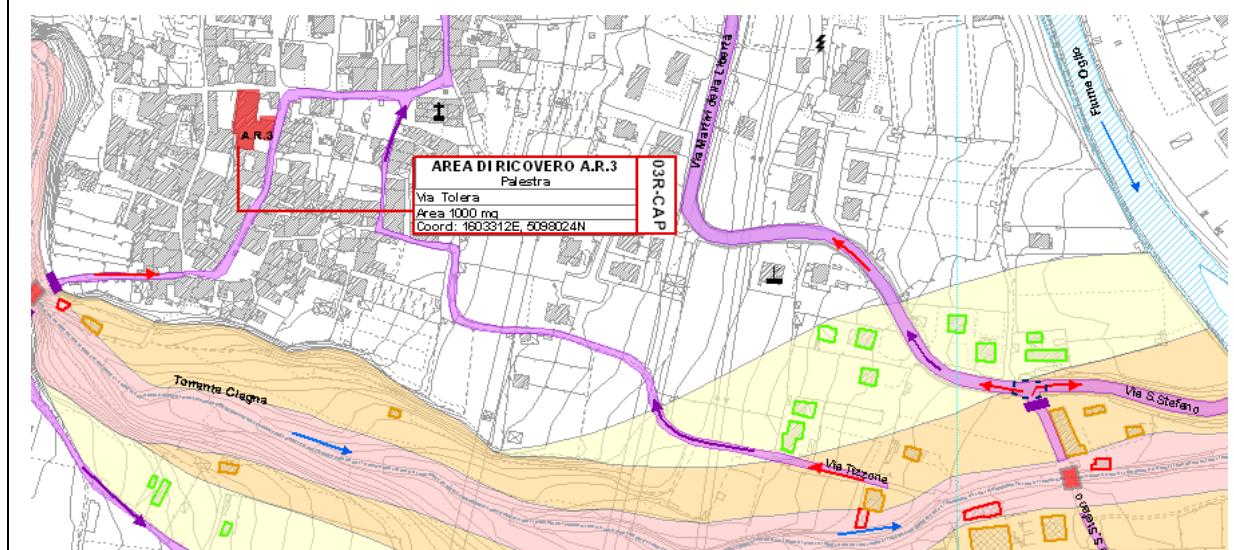 Fiume Oglio
Via Martiri della Libertà
A.R.3
AREA DI RICOVERO A.R.3
Palestra
Via Tolera
Area 1000 mq
Coord: 1603312E, 5098024N
03R-CAP
Torrente Clegna
Via S.Stefano
Via Tizzone
S.Stefano